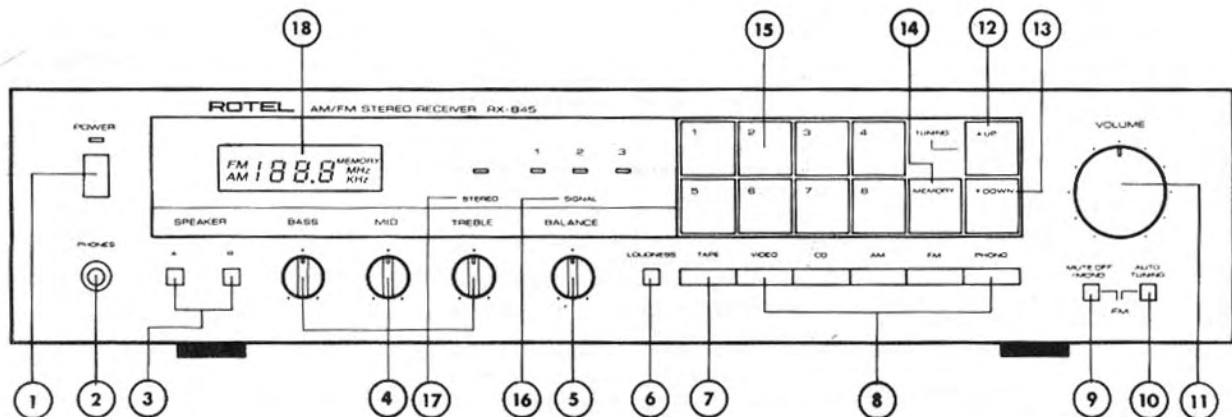 18 15 14 12 13
ROTEL AM/FM STEREO RECEIVER RX-845
POWER
FM 188.8 MEMORY
AM MHz
KHz
1 2 3
STEREO SIGNAL
1 2 3 4 TUNING ▲UP
5 6 7 8 MEMORY ▼DOWN
VOLUME
SPEAKER BASS MID TREBLE BALANCE
PHONES
A B
LOUDNESS TAPE VIDEO CD AM FM PHONO
MUTE OFF /MONO AUTO TUNING
FM
1 2 3 4 17 16 5 6 7 8 9 10 11